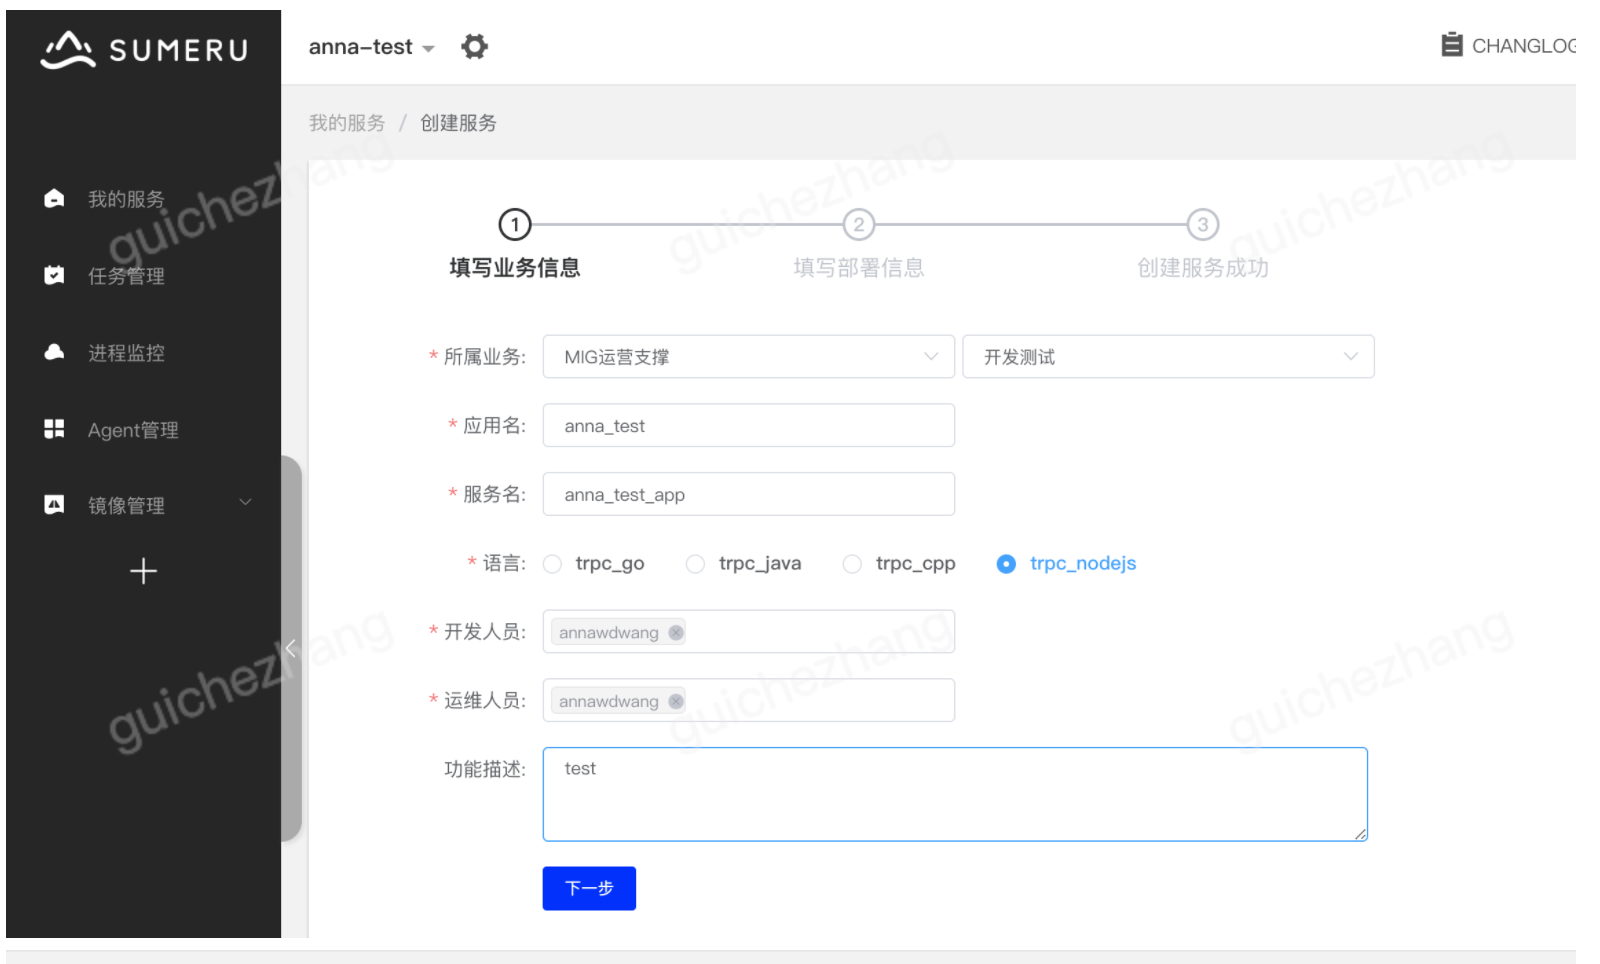 SUMERU
anna-test
CHANGLOG
我的服务 / 创建服务
我的服务
任务管理
进程监控
Agent管理
镜像管理
1
2
3
填写业务信息
填写部署信息
创建服务成功
* 所属业务: MIG运营支撑 开发测试
* 应用名: anna_test
* 服务名: anna_test_app
* 语言: trpc_go trpc_java trpc_cpp trpc_nodejs
* 开发人员: annawdwang
* 运维人员: annawdwang
功能描述: test
下一步
guichezhang
guichezhang
guichezhang
guichezhang
guichezhang
guichezhang